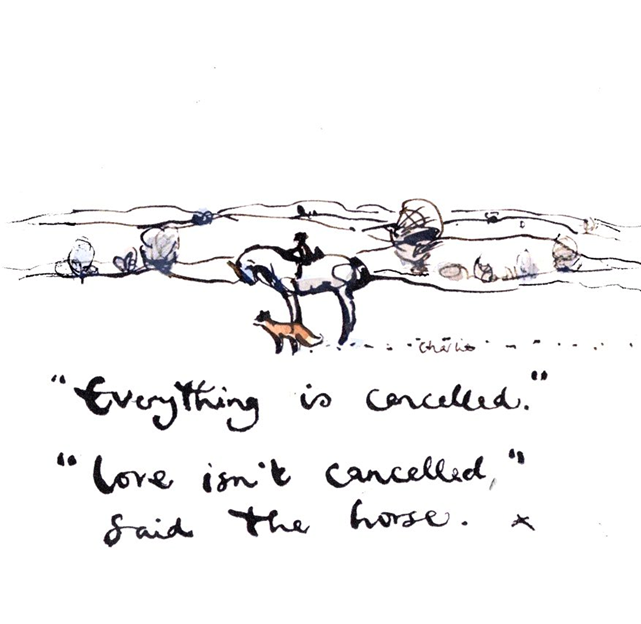 Charlie
"Everything is cancelled."
"Love isn't cancelled,"
said the horse. x